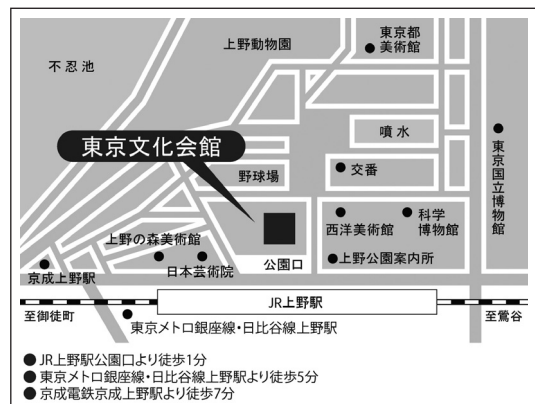 東京都
美術館
上野動物園
不忍池
噴水
東京文化会館
野球場
交番
東京国立博物館
西洋美術館
科学
博物館
上野の森美術館
日本芸術院
公園口
上野公園案内所
京成上野駅
JR上野駅
至御徒町
至鶯谷
東京メトロ銀座線・日比谷線上野駅
●JR上野駅公園口より徒歩1分
●東京メトロ銀座線・日比谷線上野駅より徒歩5分
●京成電鉄京成上野駅より徒歩7分